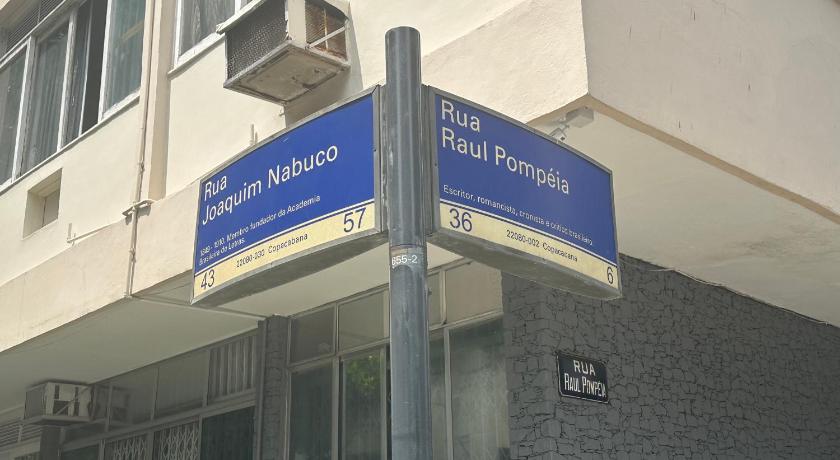 Rua
Joaquim Nabuco
1849 - 1910. Membro fundador da Academia
Brasileira de Letras.
43
22080-030 Copacabana
57
Rua
Raul Pompéia
Escritor, romancista, cronista e crítico brasileiro.
36
22080-002 Copacabana
6
655-2
RUA
RAUL POMPÉIA